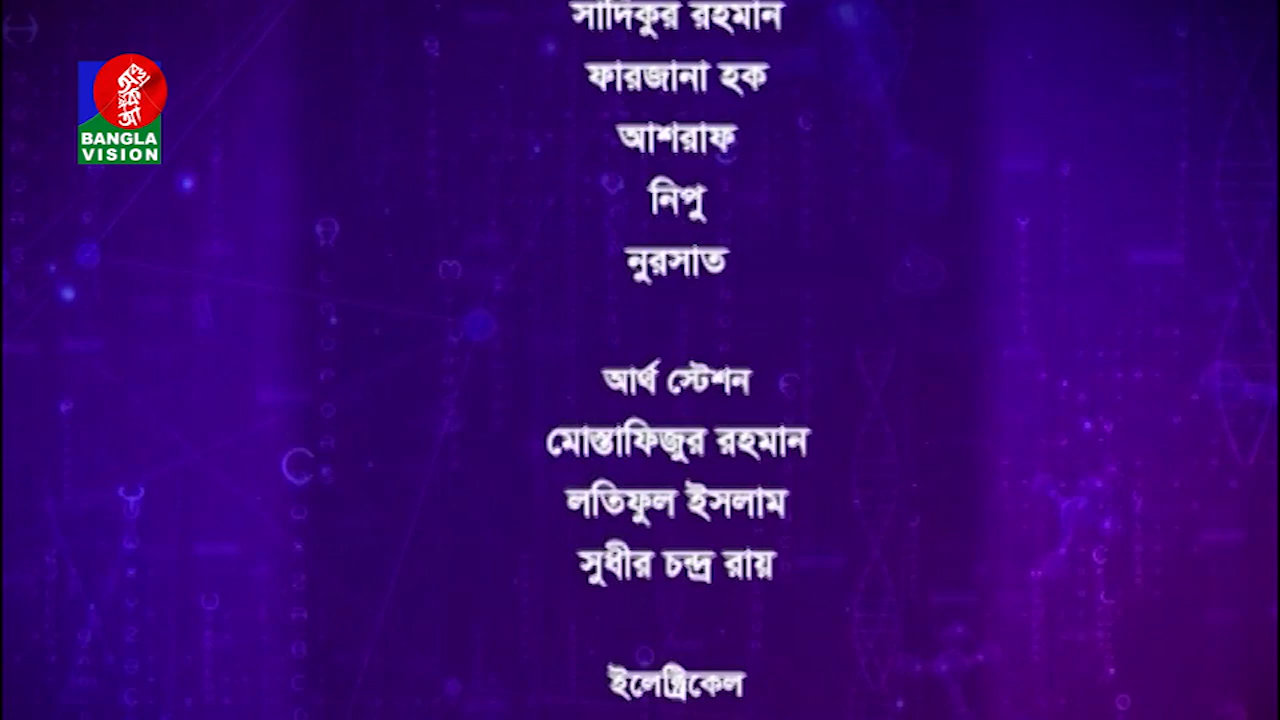 সাদিকুর রহমান
ফারজানা হক
আশরাফ
নিপু
নুরসাত
BANGLA
VISION
আর্থ স্টেশন
মোস্তাফিজুর রহমান
লতিফুল ইসলাম
সুধীর চন্দ্র রায়
ইলেক্ট্রিকেল